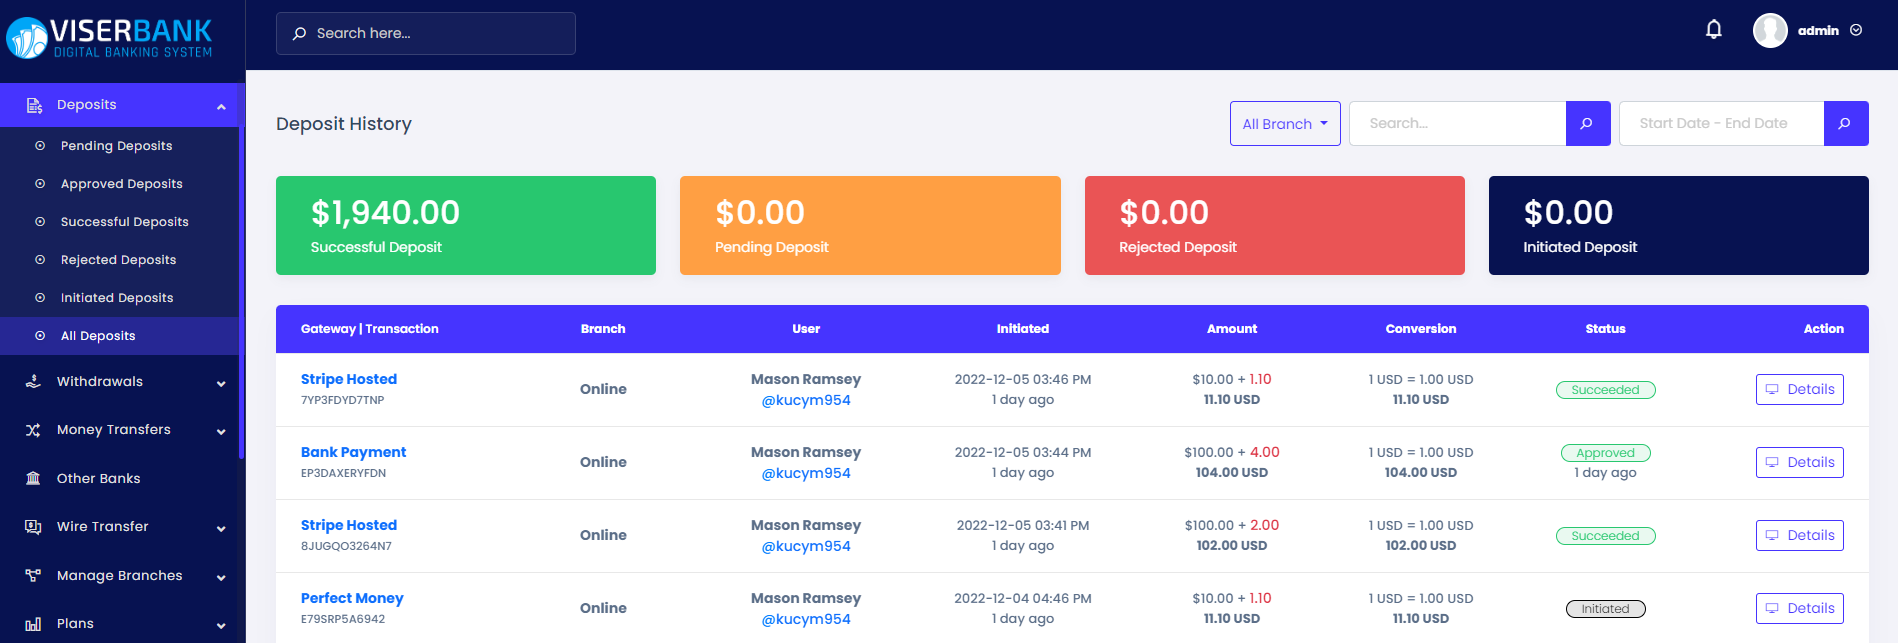 VISERBANK
DIGITAL BANKING SYSTEM
Search here...
admin
Deposits
Pending Deposits
Approved Deposits
Successful Deposits
Rejected Deposits
Initiated Deposits
All Deposits
Withdrawals
Money Transfers
Other Banks
Wire Transfer
Manage Branches
Plans
Deposit History
All Branch
Search...
Start Date - End Date
$1,940.00
Successful Deposit
$0.00
Pending Deposit
$0.00
Rejected Deposit
$0.00
Initiated Deposit
Gateway | Transaction Branch User Initiated Amount Conversion Status Action
Stripe Hosted
7YP3FDYD7TNP
Online
Mason Ramsey
@kucym954
2022-12-05 03:46 PM
1 day ago
$10.00 + 1.10
11.10 USD
1 USD = 1.00 USD
11.10 USD
Succeeded
Details
Bank Payment
EP3DAXERYFDN
Online
Mason Ramsey
@kucym954
2022-12-05 03:44 PM
1 day ago
$100.00 + 4.00
104.00 USD
1 USD = 1.00 USD
104.00 USD
Approved
1 day ago
Details
Stripe Hosted
8JUGQO3264N7
Online
Mason Ramsey
@kucym954
2022-12-05 03:41 PM
1 day ago
$100.00 + 2.00
102.00 USD
1 USD = 1.00 USD
102.00 USD
Succeeded
Details
Perfect Money
E79SRP5A6942
Online
Mason Ramsey
@kucym954
2022-12-04 04:46 PM
1 day ago
$10.00 + 1.10
11.10 USD
1 USD = 1.00 USD
11.10 USD
Initiated
Details